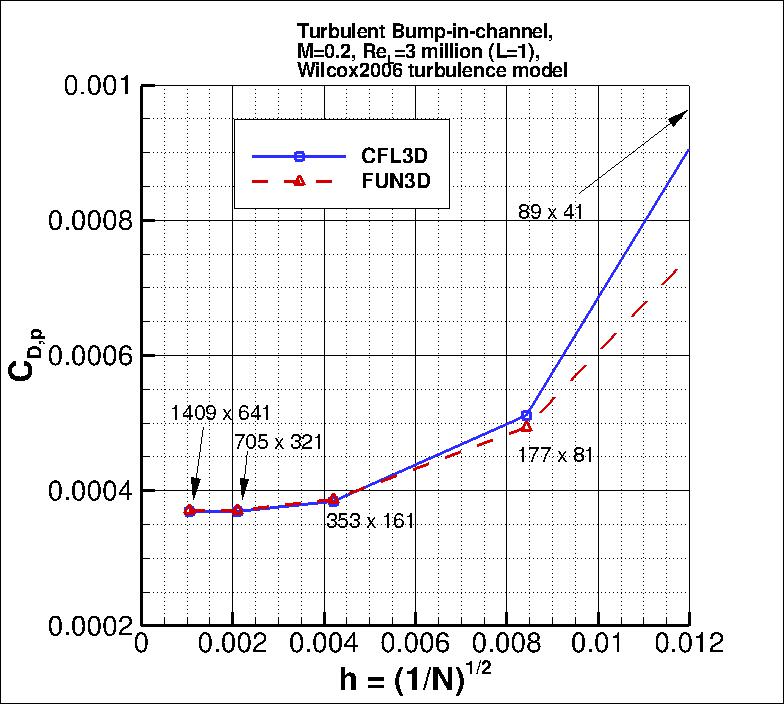 Turbulent Bump-in-channel,
M=0.2, Re_L=3 million (L=1),
Wilcox2006 turbulence model
0.001
CFL3D
FUN3D
89 x 41
0.0008
C_D,p
0.0006
1409 x 641
705 x 321
177 x 81
0.0004
353 x 161
0.0002
0 0.002 0.004 0.006 0.008 0.01 0.012
h = (1/N)^1/2